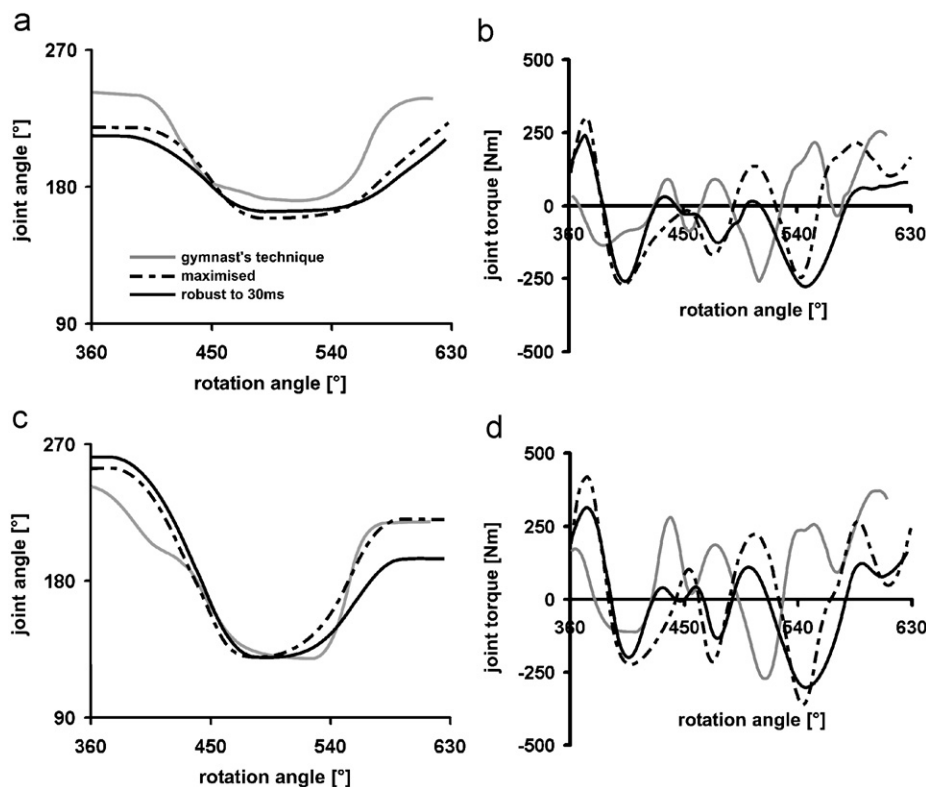 a
270
180
90
360 450 540 630
joint angle [°]
rotation angle [°]
gymnast's technique
maximised
robust to 30ms
b
500
250
0
-250
-500
360 450 540 630
joint torque [Nm]
rotation angle [°]
c
270
180
90
360 450 540 630
joint angle [°]
rotation angle [°]
d
500
250
0
-250
-500
360 450 540 630
joint torque [Nm]
rotation angle [°]